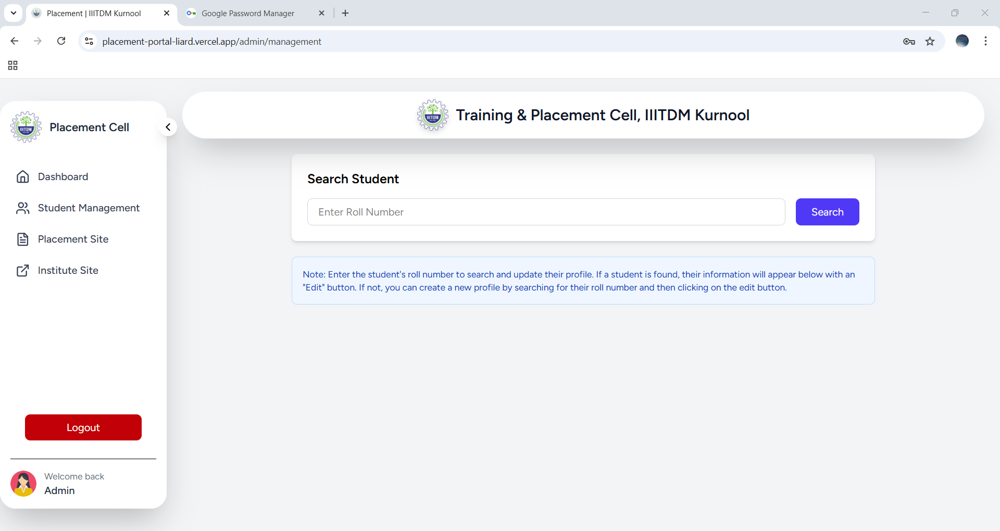 Placement | IIITDM Kurnool
Google Password Manager
placement-portal-liard.vercel.app/admin/management
IIITDM
Placement Cell
IIITDM
Training & Placement Cell, IIITDM Kurnool
Dashboard
Student Management
Placement Site
Institute Site
Search Student
Enter Roll Number
Search
Note: Enter the student's roll number to search and update their profile. If a student is found, their information will appear below with an
"Edit" button. If not, you can create a new profile by searching for their roll number and then clicking on the edit button.
Logout
Welcome back
Admin